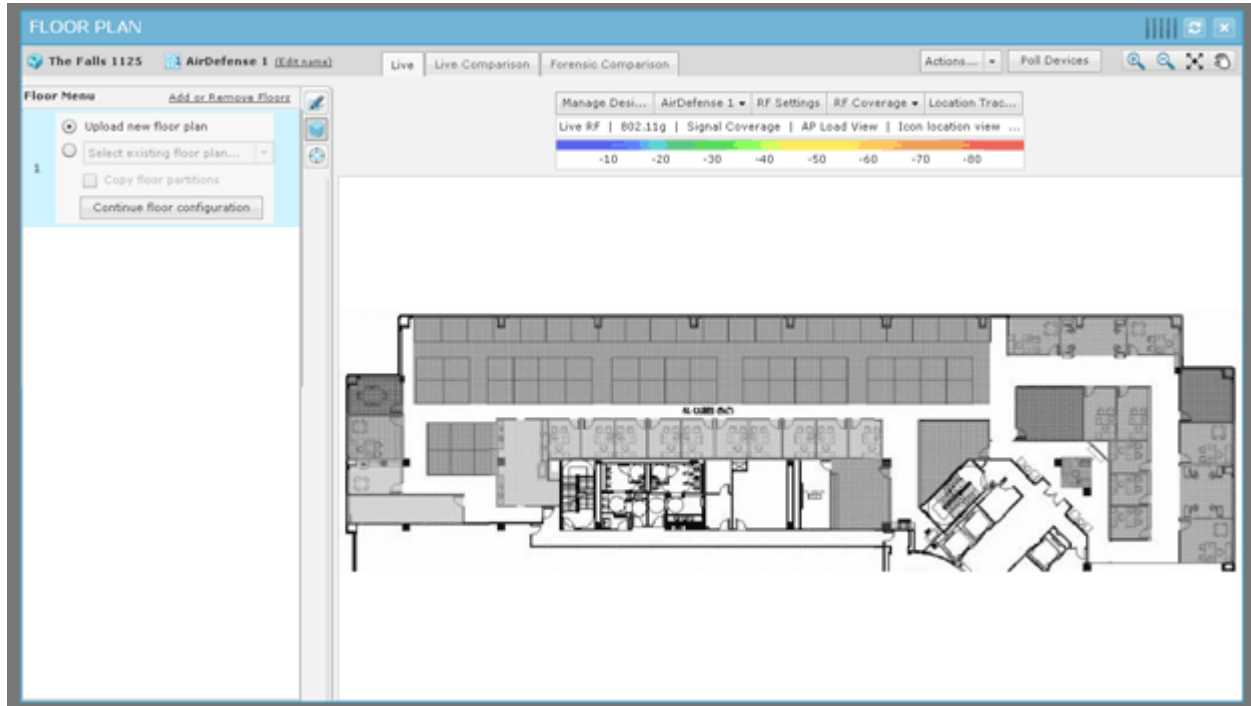 FLOOR PLAN
The Falls 1125 1 AirDefense 1 (Edit name) Live Live Comparison Forensic Comparison Actions... Poll Devices
Floor Menu Add or Remove Floors
Manage Desi... AirDefense 1 RF Settings RF Coverage Location Trac...
Upload new floor plan
Live RF | 802.11g | Signal Coverage | AP Load View | Icon location view ...
Select existing floor plan...
-10 -20 -30 -40 -50 -60 -70 -80
1
Copy floor partitions
Continue floor configuration